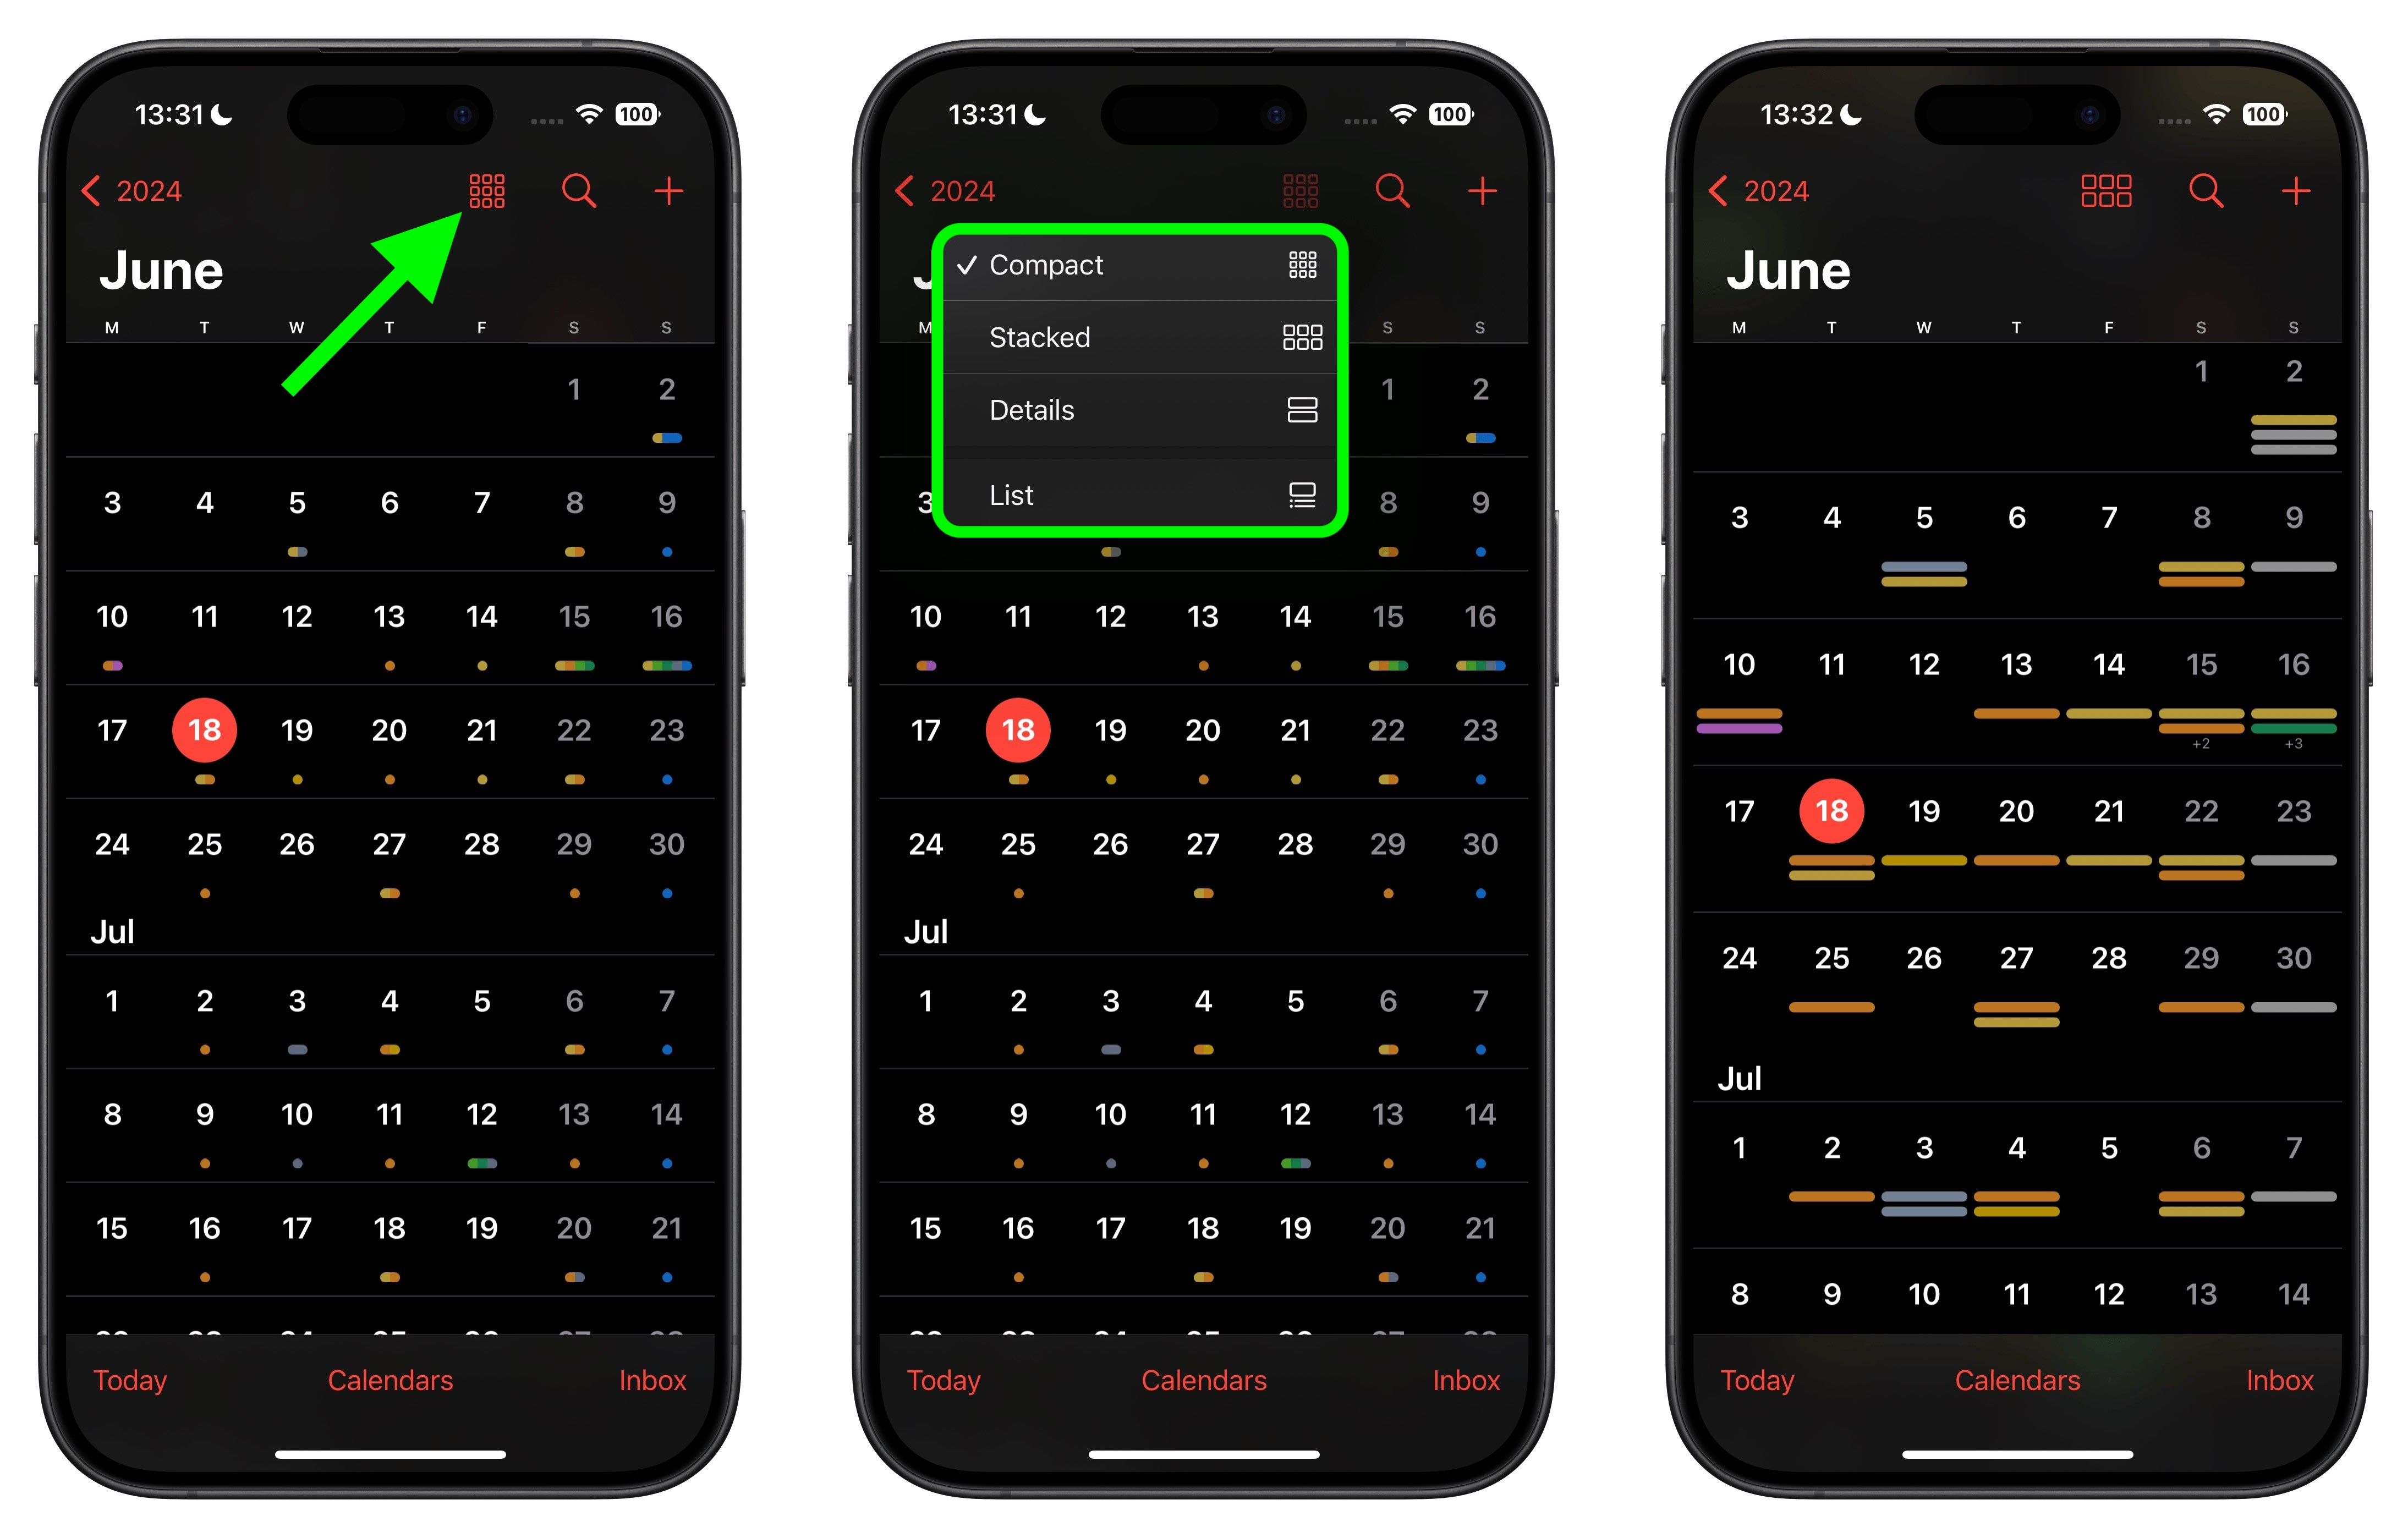 13:31 100
2024
June
M T W T F S S
1 2
3 4 5 6 7 8 9
10 11 12 13 14 15 16
17 18 19 20 21 22 23
24 25 26 27 28 29 30
Jul
1 2 3 4 5 6 7
8 9 10 11 12 13 14
15 16 17 18 19 20 21
Today Calendars Inbox
13:31 100
2024
Compact
Stacked
Details
List
S S
1 2
3 8 9
10 11 12 13 14 15 16
17 18 19 20 21 22 23
24 25 26 27 28 29 30
Jul
1 2 3 4 5 6 7
8 9 10 11 12 13 14
15 16 17 18 19 20 21
Today Calendars Inbox
13:32 100
2024
June
M T W T F S S
1 2
3 4 5 6 7 8 9
10 11 12 13 14 15 16
+2 +3
17 18 19 20 21 22 23
24 25 26 27 28 29 30
Jul
1 2 3 4 5 6 7
8 9 10 11 12 13 14
Today Calendars Inbox